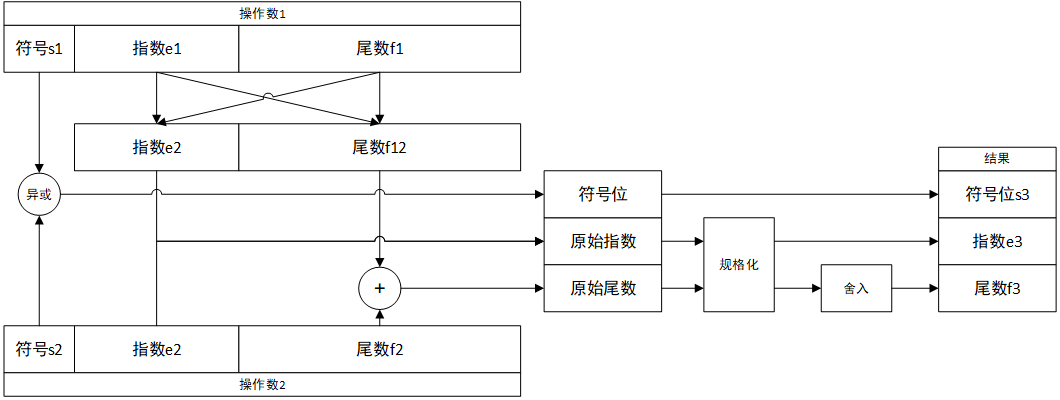 操作数1
符号s1 指数e1 尾数f1
指数e2 尾数f12
结果
异或 符号位 符号位s3
原始指数 规格化 指数e3
+ 原始尾数 舍入 尾数f3
符号s2 指数e2 尾数f2
操作数2